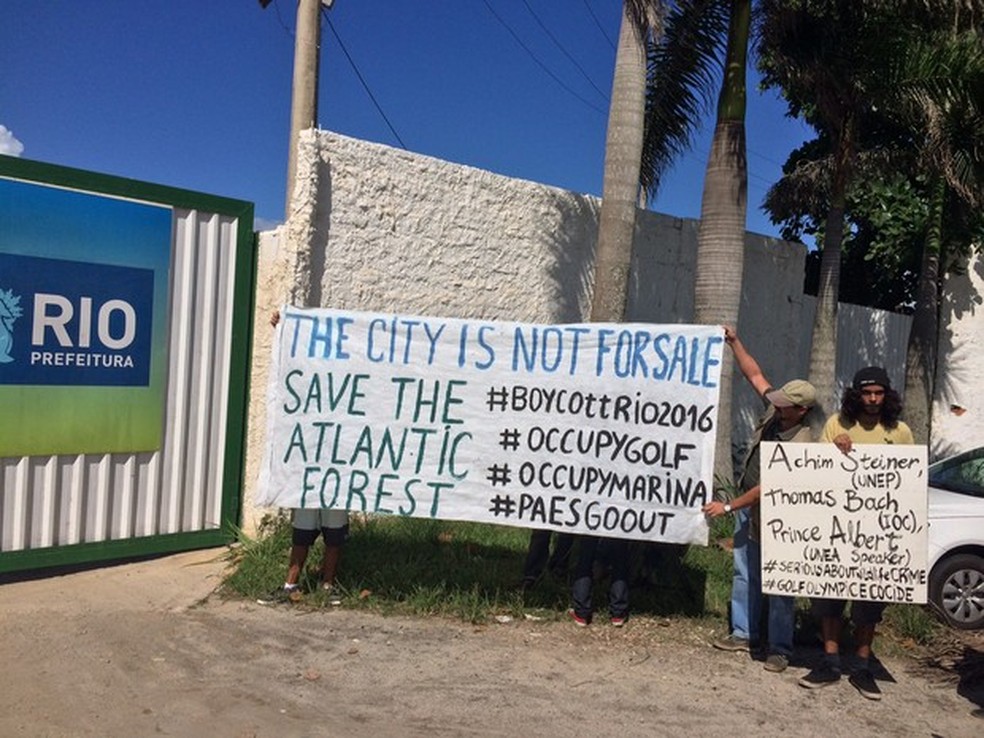 RIO
PREFEITURA
THE CITY IS NOT FORSALE
SAVE THE
ATLANTIC
FOREST
#BOYCOttRIO2016
#OCCUPYGOLF
#OCCUPYMARINA
#PAESGOOUT
Achim Steiner,
(UNEP)
Thomas Bach
(IOC),
Prince Albert
(UNEA Speaker)
#SERIOUSABOUTWildlifeCRIME
#GOLFOLYMPICECOCIDE